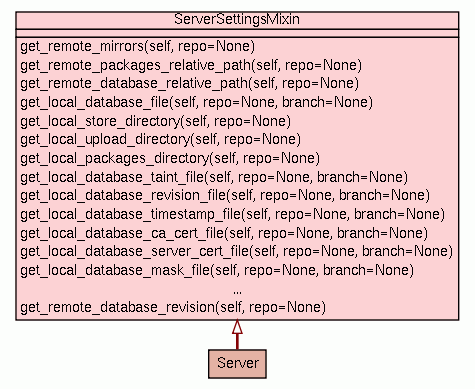 ServerSettingsMixin
get_remote_mirrors(self, repo=None)
get_remote_packages_relative_path(self, repo=None)
get_remote_database_relative_path(self, repo=None)
get_local_database_file(self, repo=None, branch=None)
get_local_store_directory(self, repo=None)
get_local_upload_directory(self, repo=None)
get_local_packages_directory(self, repo=None)
get_local_database_taint_file(self, repo=None, branch=None)
get_local_database_revision_file(self, repo=None, branch=None)
get_local_database_timestamp_file(self, repo=None, branch=None)
get_local_database_ca_cert_file(self, repo=None, branch=None)
get_local_database_server_cert_file(self, repo=None, branch=None)
get_local_database_mask_file(self, repo=None, branch=None)
...
get_remote_database_revision(self, repo=None)
Server